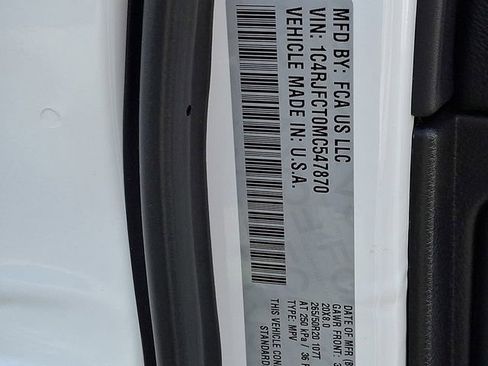 MFD BY: FCA US LLC
VIN: 1C4RJFCT0MC547870
VEHICLE MADE IN: U.S.A.
DATE OF MFR
GAWR FRONT:
20X8.0
265/50R20 107T
AT 250 kPa / 36
TYPE: MPV
THIS VEHICLE
STANDARD